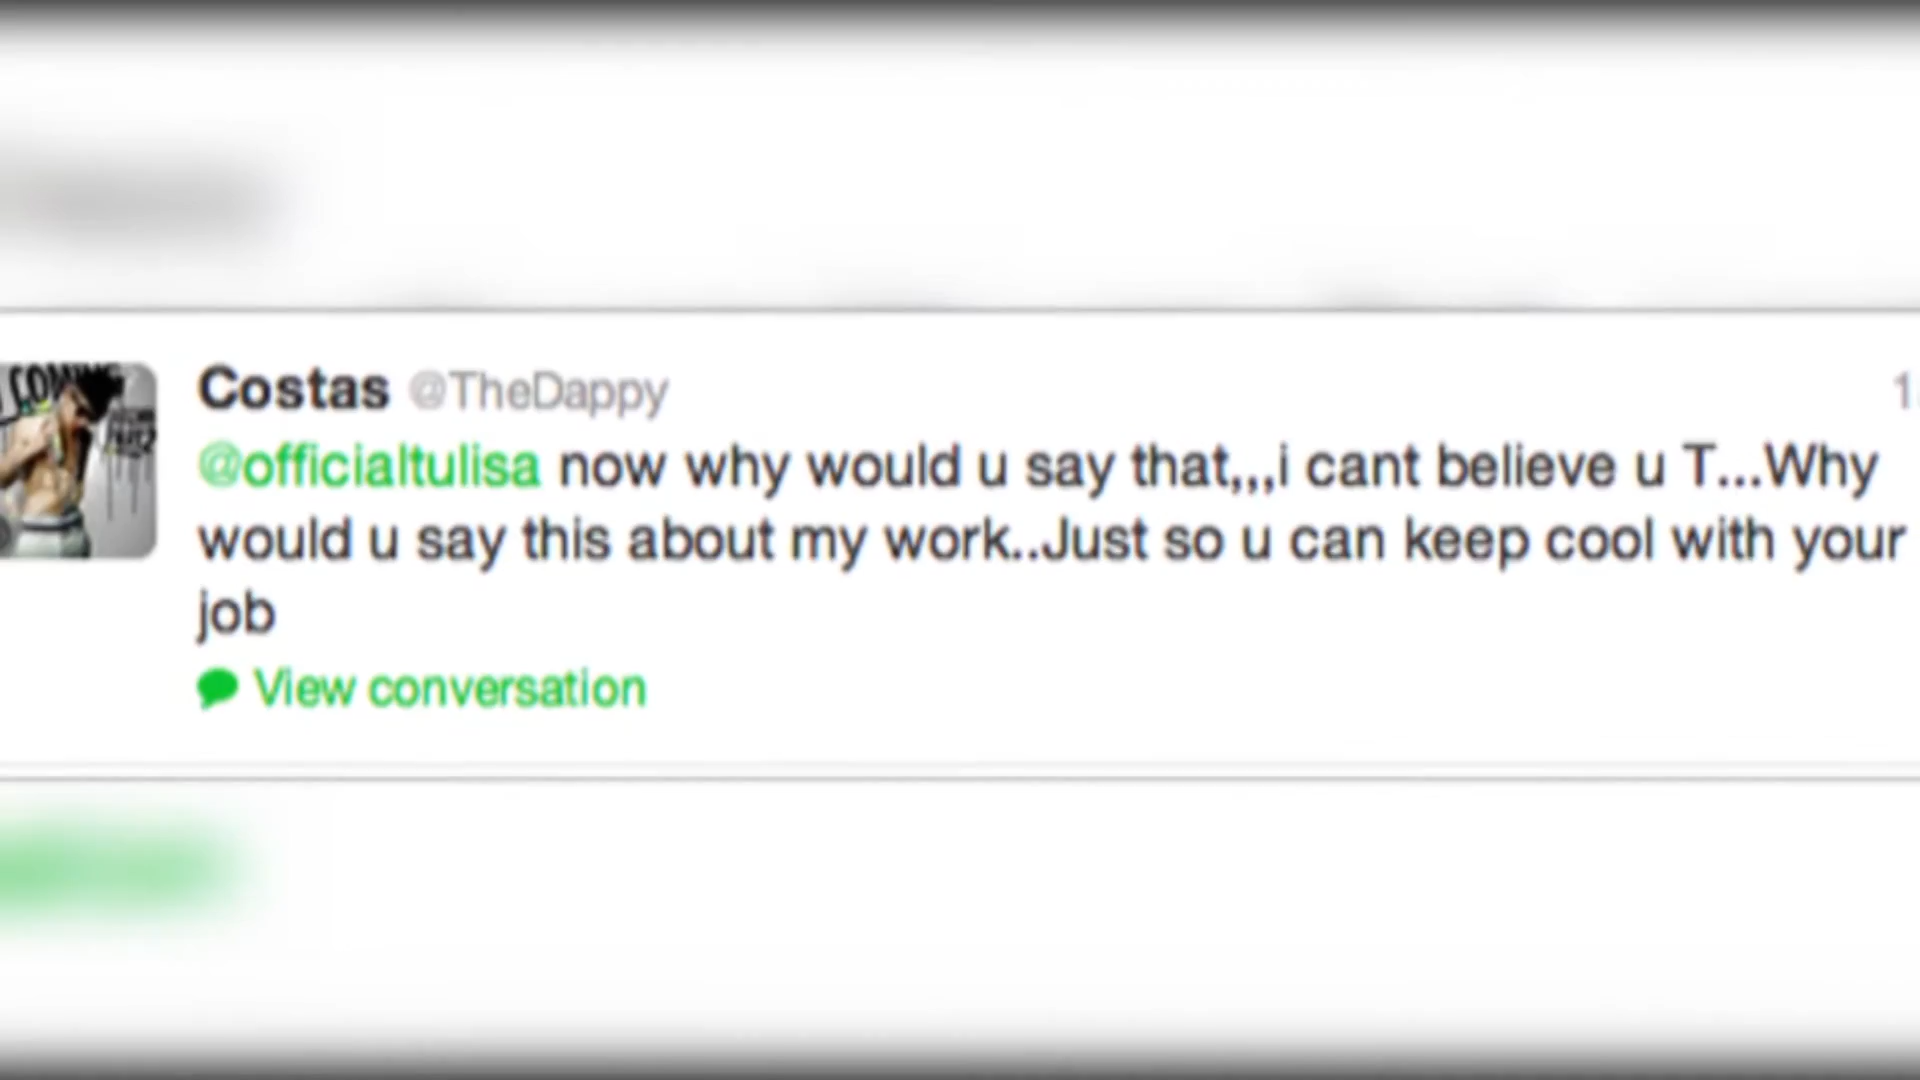 COMING
Costas @TheDappy
@officialtulisa now why would u say that,,,i cant believe u T...Why
would u say this about my work..Just so u can keep cool with your
job
View conversation